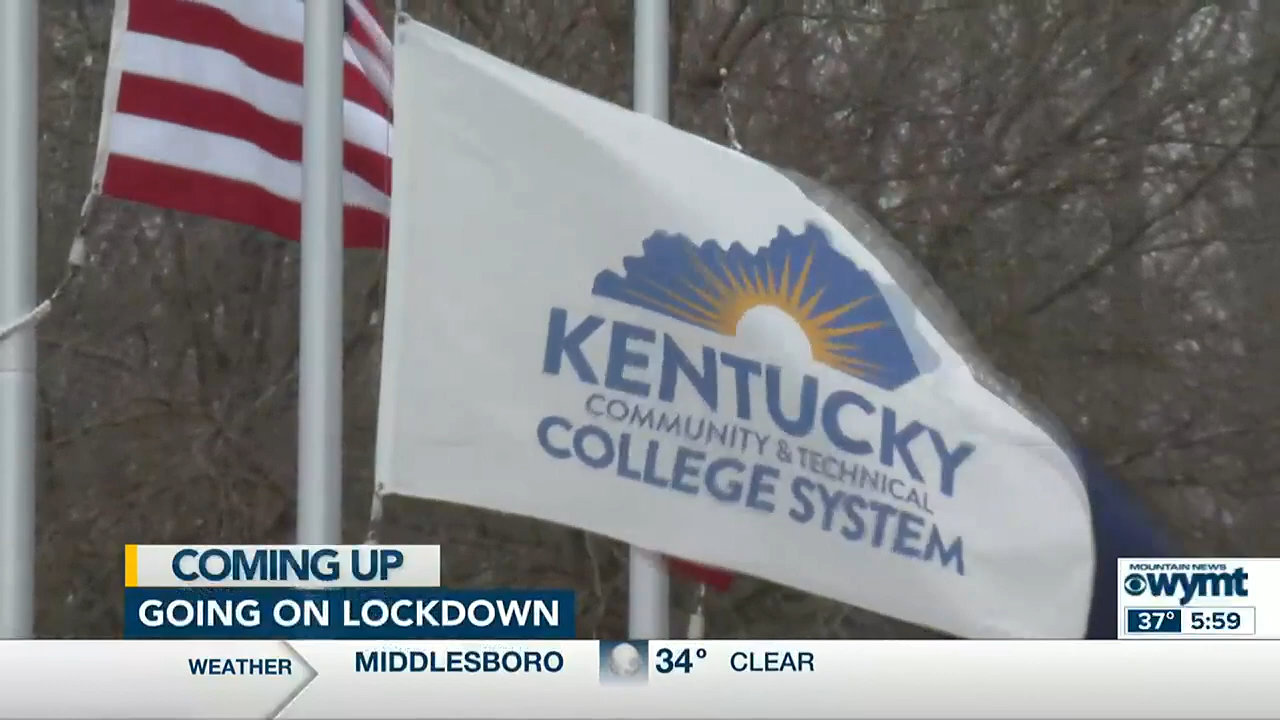 KENTUCKY
COMMUNITY & TECHNICAL
COLLEGE SYSTEM
COMING UP
GOING ON LOCKDOWN
MOUNTAIN NEWS
wymt
37° 5:59
WEATHER MIDDLESBORO 34° CLEAR